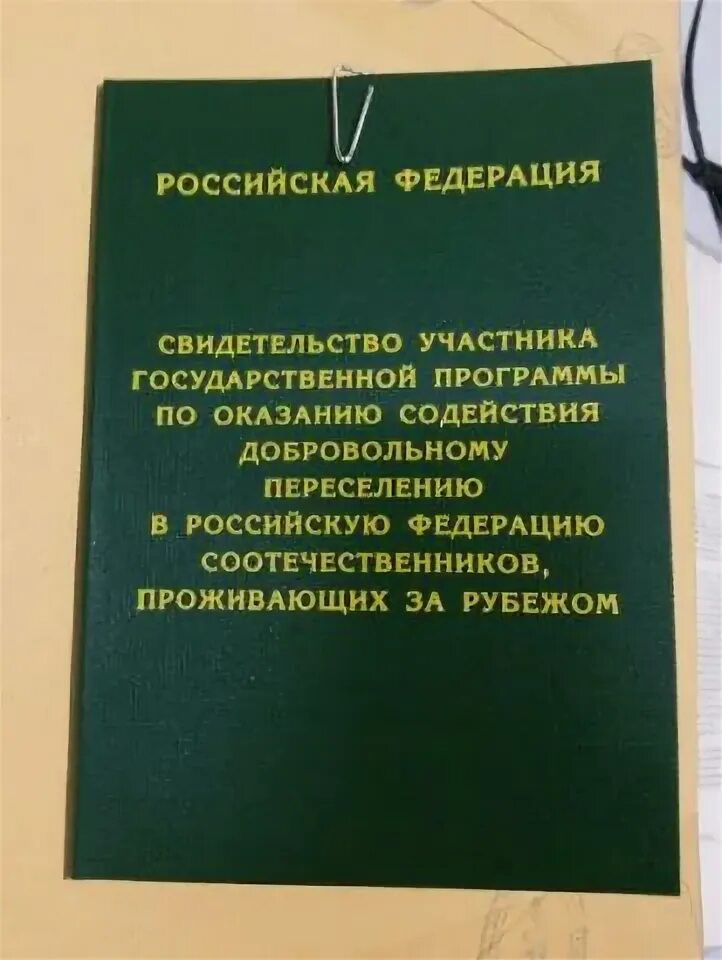 РОССИЙСКАЯ ФЕДЕРАЦИЯ
СВИДЕТЕЛЬСТВО УЧАСТНИКА
ГОСУДАРСТВЕННОЙ ПРОГРАММЫ
ПО ОКАЗАНИЮ СОДЕЙСТВИЯ
ДОБРОВОЛЬНОМУ
ПЕРЕСЕЛЕНИЮ
В РОССИЙСКУЮ ФЕДЕРАЦИЮ
СООТЕЧЕСТВЕННИКОВ,
ПРОЖИВАЮЩИХ ЗА РУБЕЖОМ